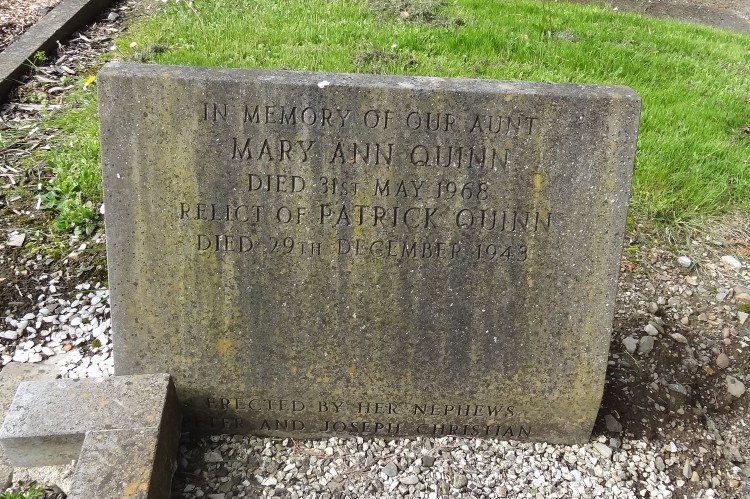 IN MEMORY OF OUR AUNT
MARY ANN QUINN
DIED 31ST MAY 1968
RELICT OF PATRICK QUINN
DIED 29TH DECEMBER 1943
ERECTED BY HER NEPHEWS
AND JOSEPH CHRISTIAN